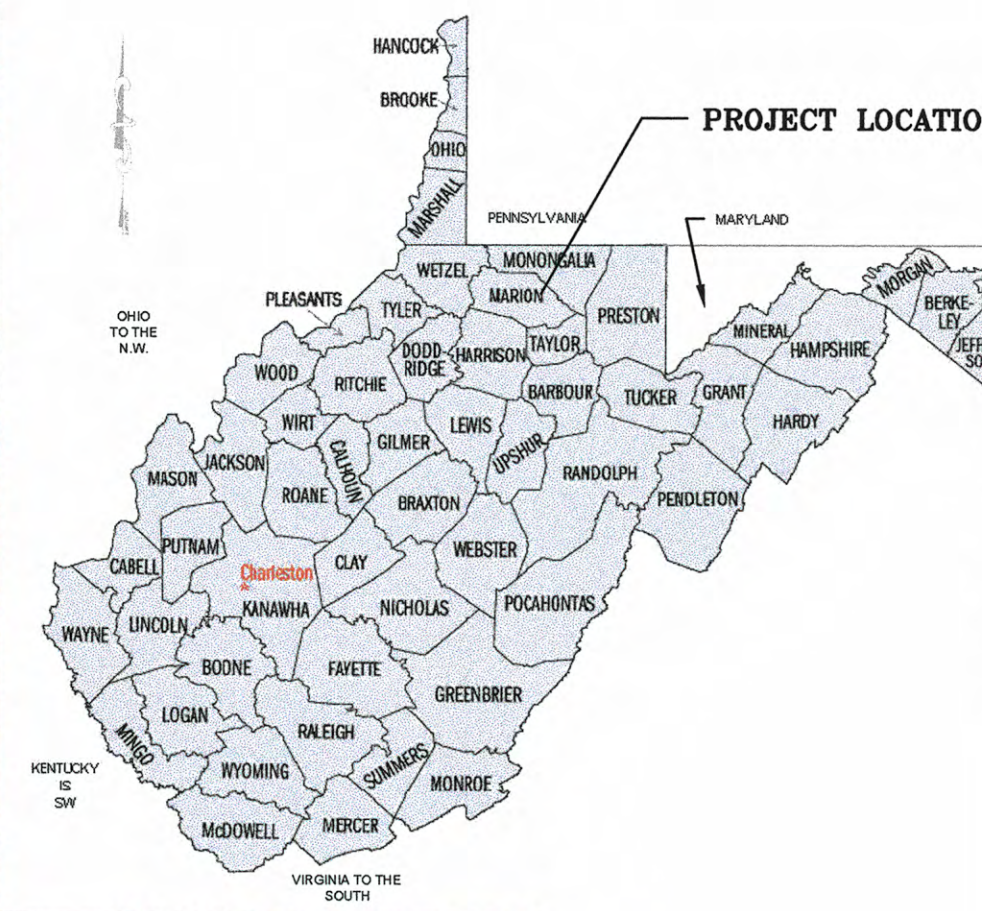 HANCOCK
BROOKE
PROJECT LOCATIO
OHIO
MARSHALL
PENNSYLVANIA
MARYLAND
WETZEL
MONONGALIA
MORGAN
PLEASANTS
TYLER
MARION
PRESTON
BERKE-
LEY
OHIO
TO THE
N.W.
MINERAL
JEFF
SO
DODD
RIDGE
HARRISON
TAYLOR
HAMPSHIRE
WOOD
RITCHIE
BARBOUR
TUCKER
GRANT
WIRT
LEWIS
HARDY
GILMER
UPSHUR
JACKSON
CALHOUN
MASON
ROANE
RANDOLPH
BRAXTON
PENDLETON
PUTNAM
CABELL
CLAY
WEBSTER
Charleston
KANAWHA
NICHOLAS
POCAHONTAS
WAYNE
LINCOLN
BOONE
FAYETTE
GREENBRIER
LOGAN
RALEIGH
MINGO
SUMMERS
KENTUCKY
IS
SW
WYOMING
MONROE
McDOWELL
MERCER
VIRGINIA TO THE
SOUTH